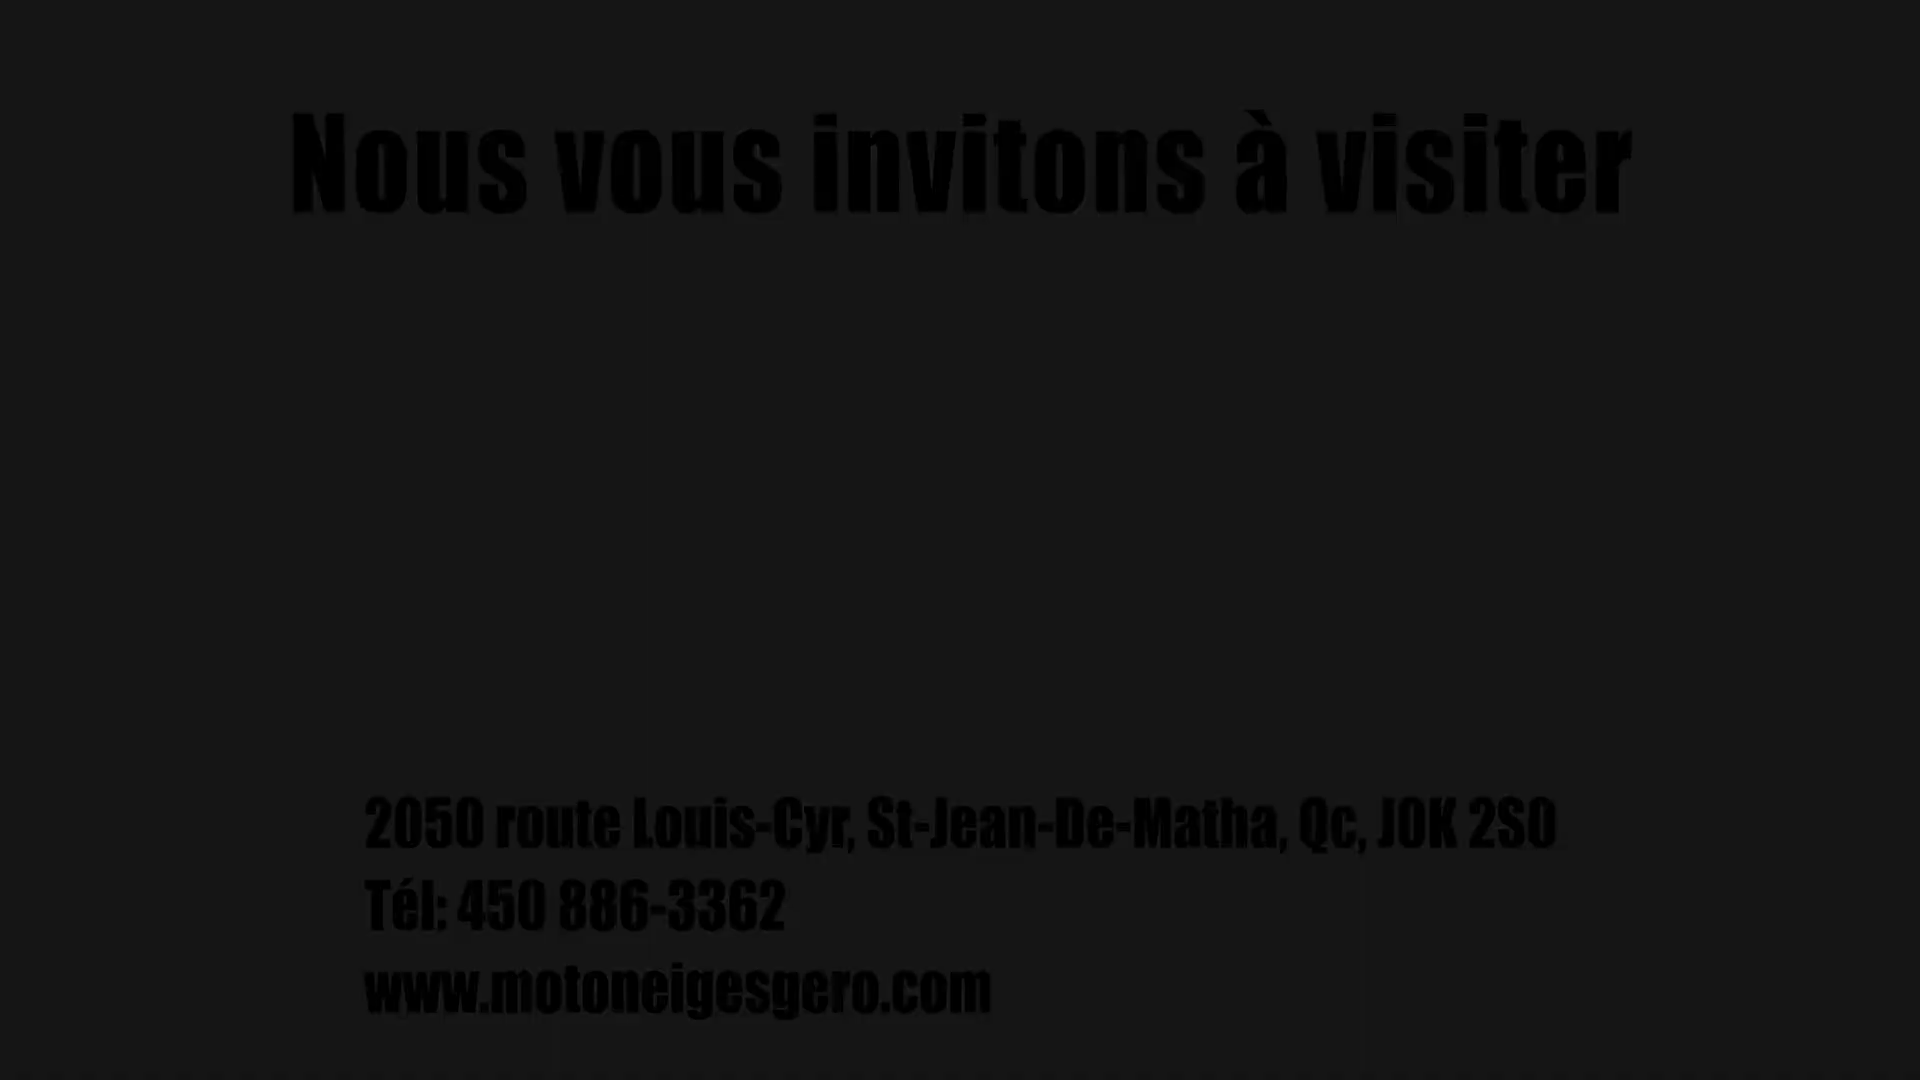 Nous vous invitons à visiter
2050 route Louis-Cyr, St-Jean-De-Matha, Qc, J0K 2S0
Tél: 450 886-3362
www.motoneigesgero.com